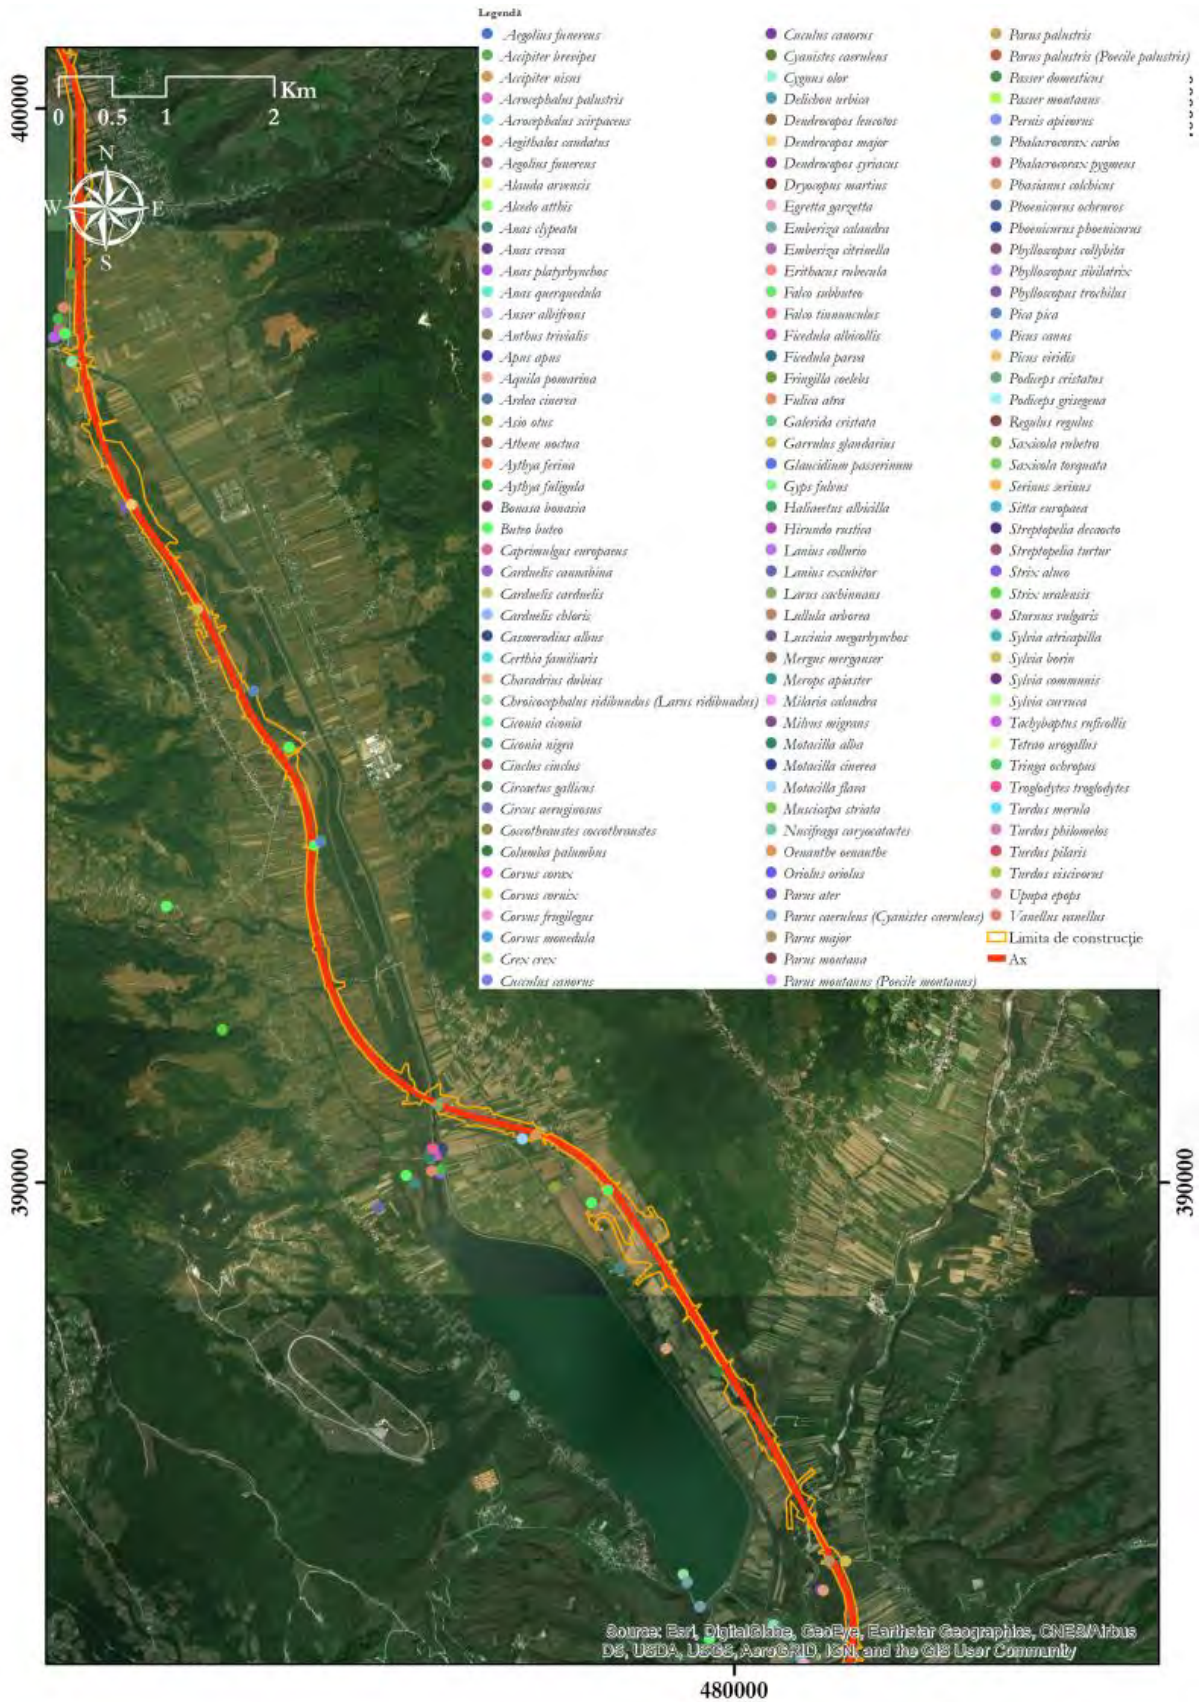 Legendă
Aegolius funereus
Accipiter brevipes
Accipiter nisus
Acrocephalus palustris
Acrocephalus scirpaceus
Aegithalos caudatus
Aegolius funereus
Alauda arvensis
Alcedo atthis
Anas clypeata
Anas crecca
Anas platyrhynchos
Anas querquedula
Anser albifrons
Anthus trivialis
Apus apus
Aquila pomarina
Ardea cinerea
Asio otus
Athene noctua
Aythya ferina
Aythya fuligula
Bonasa bonasia
Buteo buteo
Caprimulgus europaeus
Carduelis cannabina
Carduelis carduelis
Carduelis chloris
Casmerodius albus
Certhia familiaris
Charadrius dubius
Chroicocephalus ridibundus (Larus ridibundus)
Ciconia ciconia
Ciconia nigra
Cinclus cinclus
Circaetus gallicus
Circus aeruginosus
Coccothraustes coccothraustes
Columba palumbus
Corvus corax
Corvus cornix
Corvus frugilegus
Corvus monedula
Crex crex
Cuculus canorus
Cuculus canorus
Cyanistes caeruleus
Cygnus olor
Delichon urbica
Dendrocopos leucotos
Dendrocopos major
Dendrocopos syriacus
Dryocopus martius
Egretta garzetta
Emberiza calandra
Emberiza citrinella
Erithacus rubecula
Falco subbuteo
Falco tinnunculus
Ficedula albicollis
Ficedula parva
Fringilla coelebs
Fulica atra
Galerida cristata
Garrulus glandarius
Glaucidium passerinum
Gyps fulvus
Haliaeetus albicilla
Hirundo rustica
Lanius collurio
Lanius excubitor
Larus cachinnans
Lullula arborea
Luscinia megarhynchos
Mergus merganser
Merops apiaster
Milaria calandra
Milvus migrans
Motacilla alba
Motacilla cinerea
Motacilla flava
Muscicapa striata
Nucifraga caryocatactes
Oenanthe oenanthe
Oriolus oriolus
Parus ater
Parus caeruleus (Cyanistes caeruleus)
Parus major
Parus montana
Parus montanus (Poecile montanus)
Parus palustris
Parus palustris (Poecile palustris)
Passer domesticus
Passer montanus
Pernis apivorus
Phalacrocorax carbo
Phalacrocorax pygmeus
Phasianus colchicus
Phoenicurus ochruros
Phoenicurus phoenicurus
Phylloscopus collybita
Phylloscopus sibilatrix
Phylloscopus trochilus
Pica pica
Picus canus
Picus viridis
Podiceps cristatus
Podiceps grisegena
Regulus regulus
Saxicola rubetra
Saxicola torquata
Serinus serinus
Sitta europaea
Streptopelia decaocto
Streptopelia turtur
Strix aluco
Strix uralensis
Sturnus vulgaris
Sylvia atricapilla
Sylvia borin
Sylvia communis
Sylvia curruca
Tachybaptus ruficollis
Tetrao urogallus
Tringa ochropus
Troglodytes troglodytes
Turdus merula
Turdus philomelos
Turdus pilaris
Turdus viscivorus
Upupa epops
Vanellus vanellus
Limita de construcție
Ax
Km
0 0.5 1 2
N
W E
S
400000
390000
390000
480000
Source: Esri, DigitalGlobe, GeoEye, Earthstar Geographics, CNES/Airbus
DS, USDA, USGS, AeroGRID, IGN, and the GIS User Community